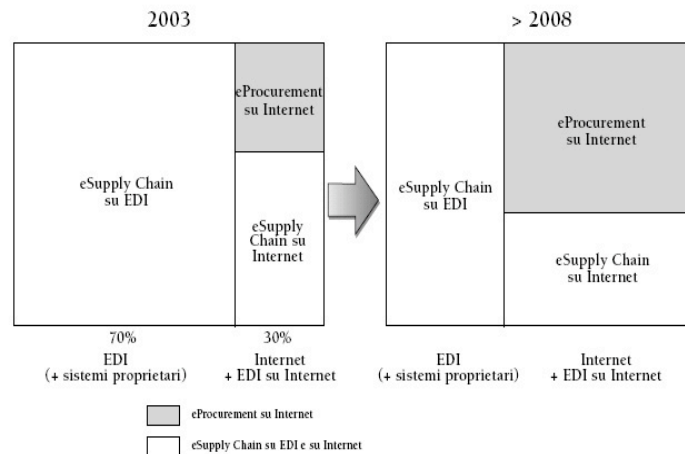 2003
> 2008
eProcurement
su Internet
eSupply Chain
su EDI
eSupply
Chain su
Internet
eSupply Chain
su EDI
eProcurement
su Internet
eSupply Chain
su Internet
70%
30%
EDI
(+ sistemi proprietari)
Internet
+ EDI su Internet
EDI
(+ sistemi proprietari)
Internet
+ EDI su Internet
eProcurement su Internet
eSupply Chain su EDI e su Internet